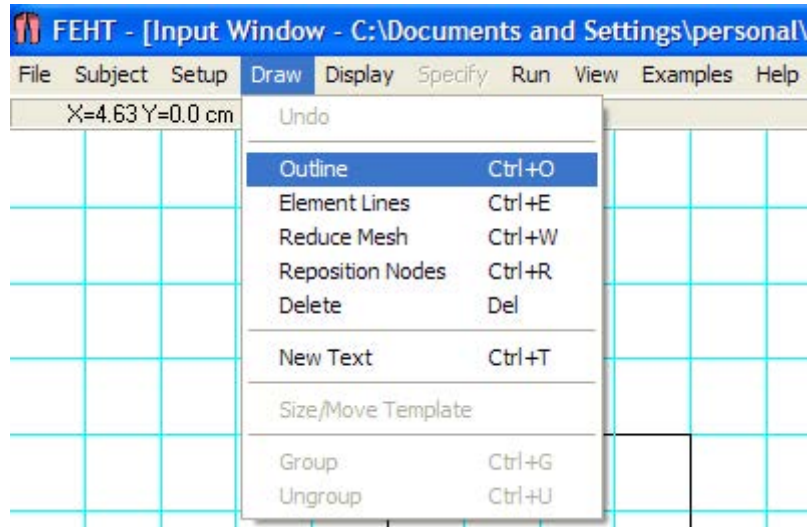 FEHT - [Input Window - C:\Documents and Settings\personal\
File Subject Setup Draw Display Specify Run View Examples Help
X=4.63 Y=0.0 cm
Undo
Outline Ctrl+O
Element Lines Ctrl+E
Reduce Mesh Ctrl+W
Reposition Nodes Ctrl+R
Delete Del
New Text Ctrl+T
Size/Move Template
Group Ctrl+G
Ungroup Ctrl+U